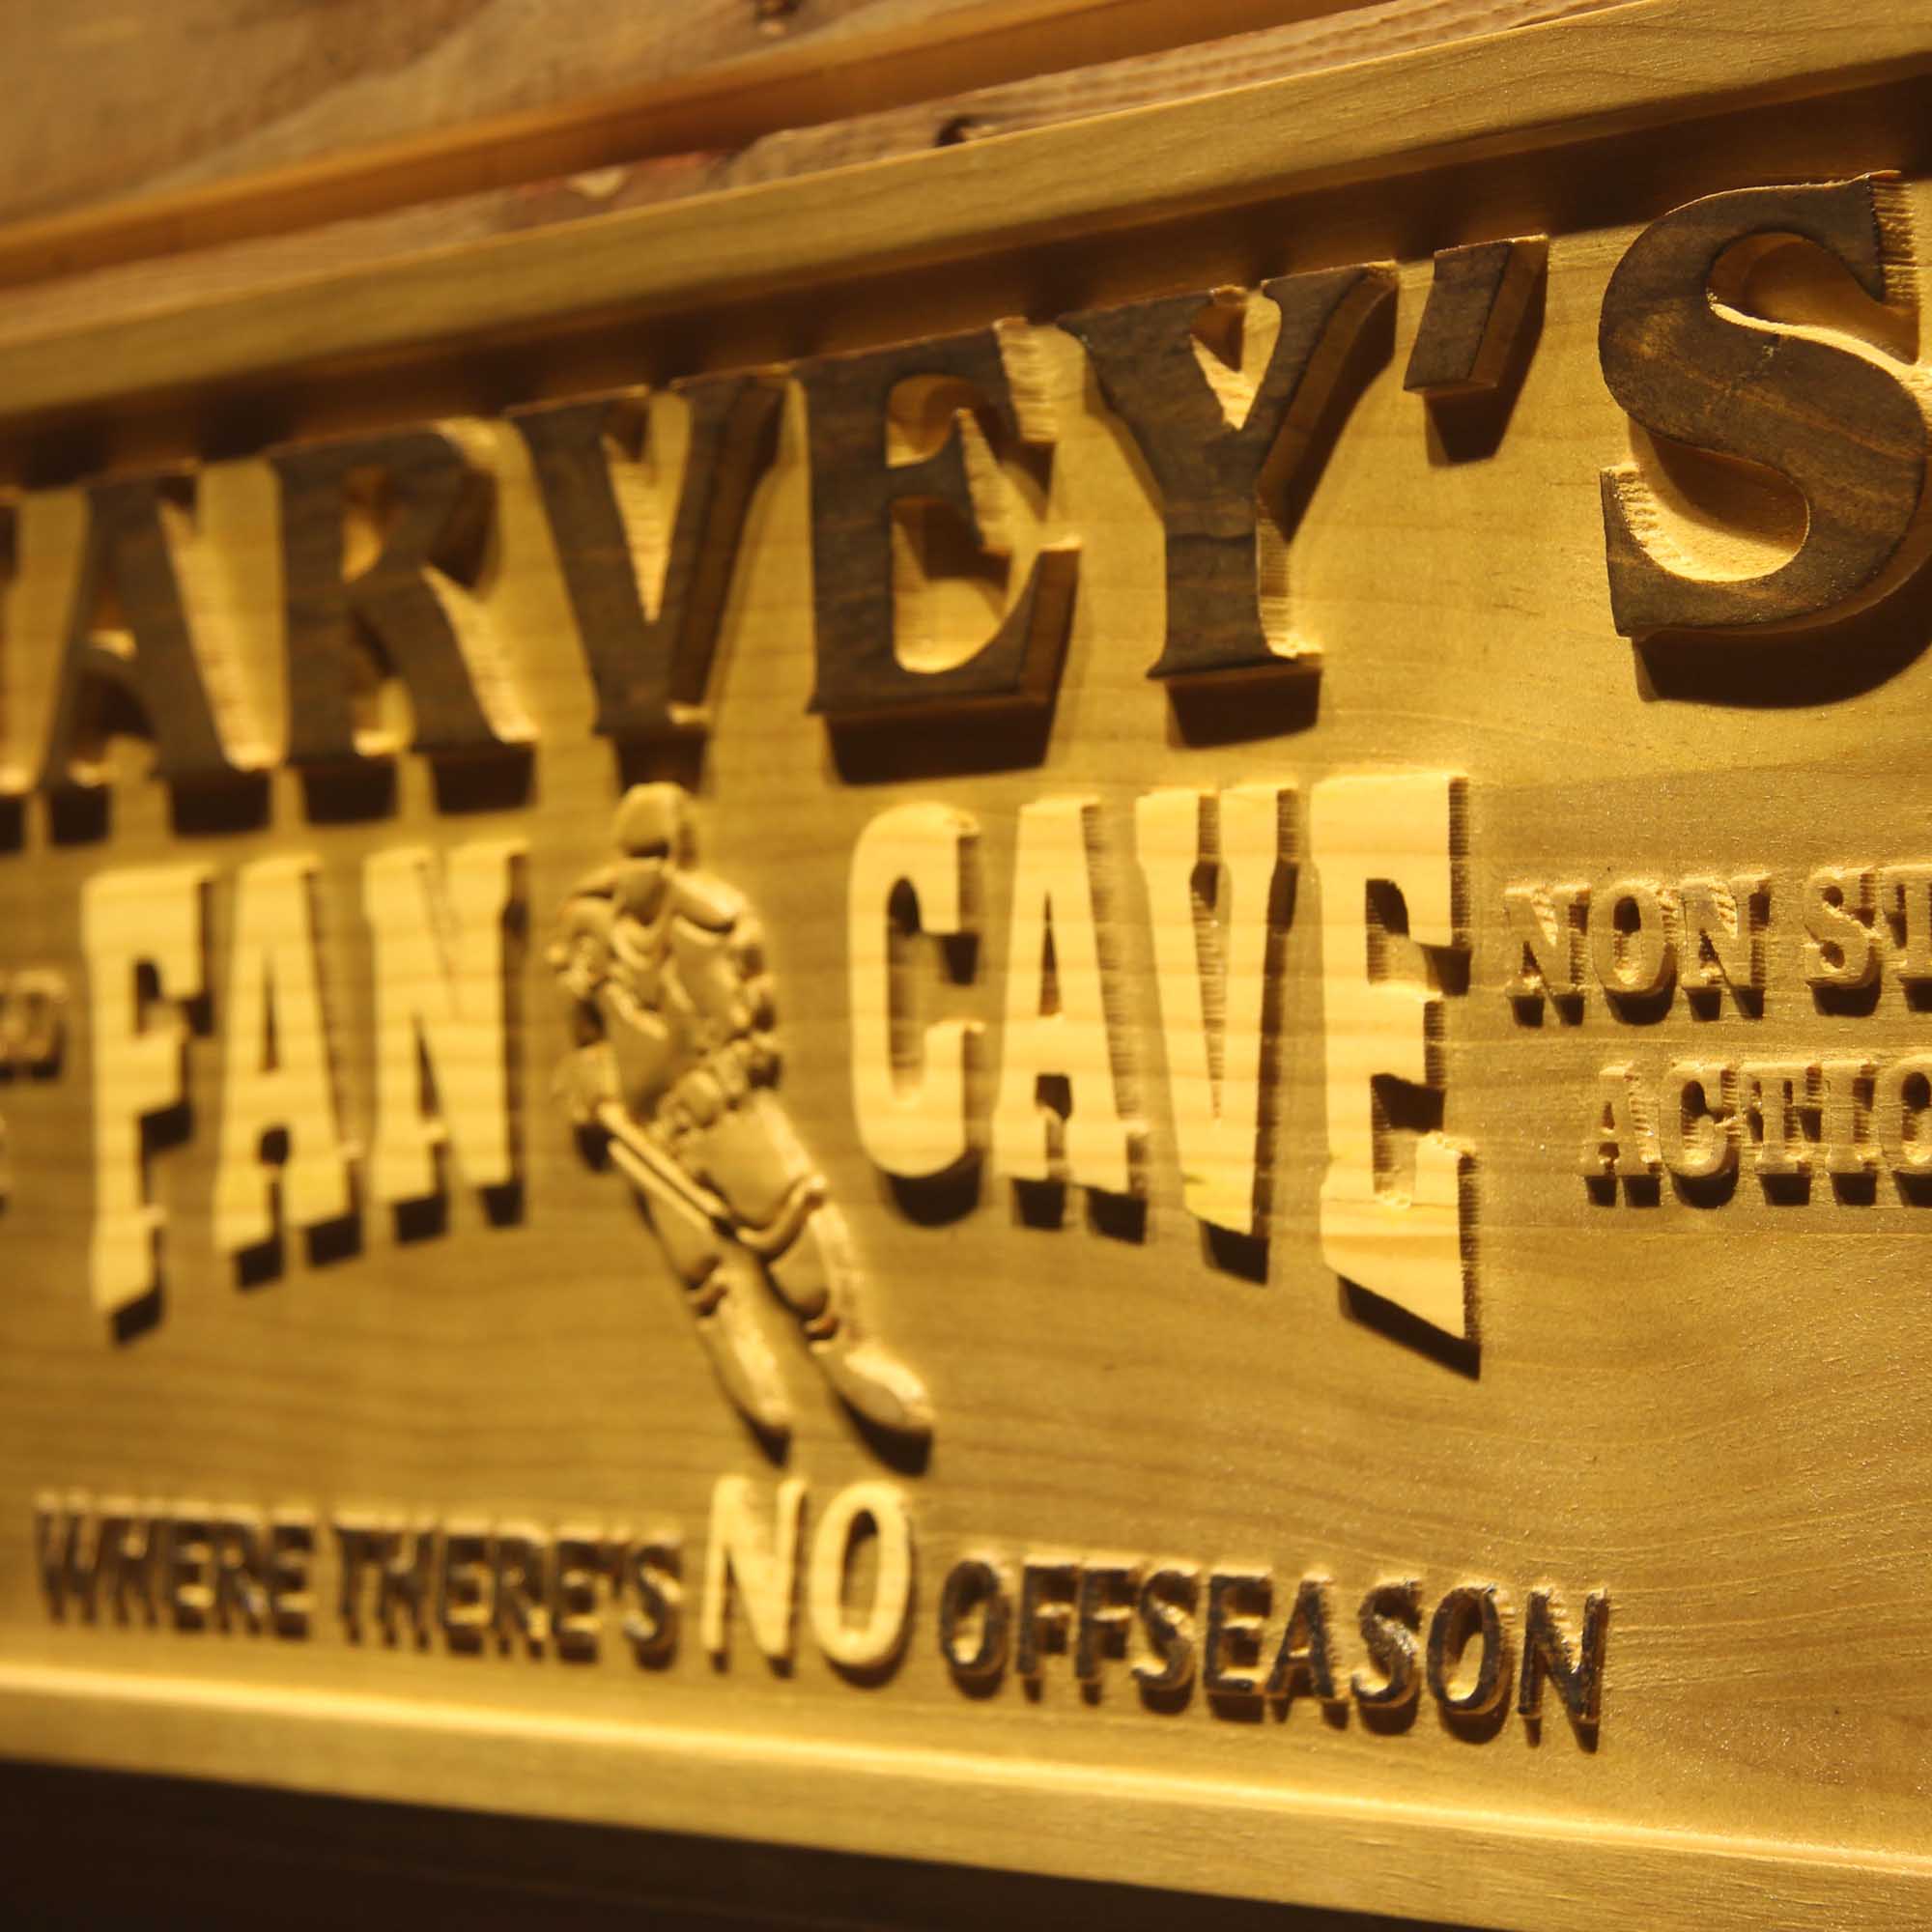 ARVEY'S
FAN CAVE
NON ST
ACTIO
WHERE THERE'S NO OFFSEASON